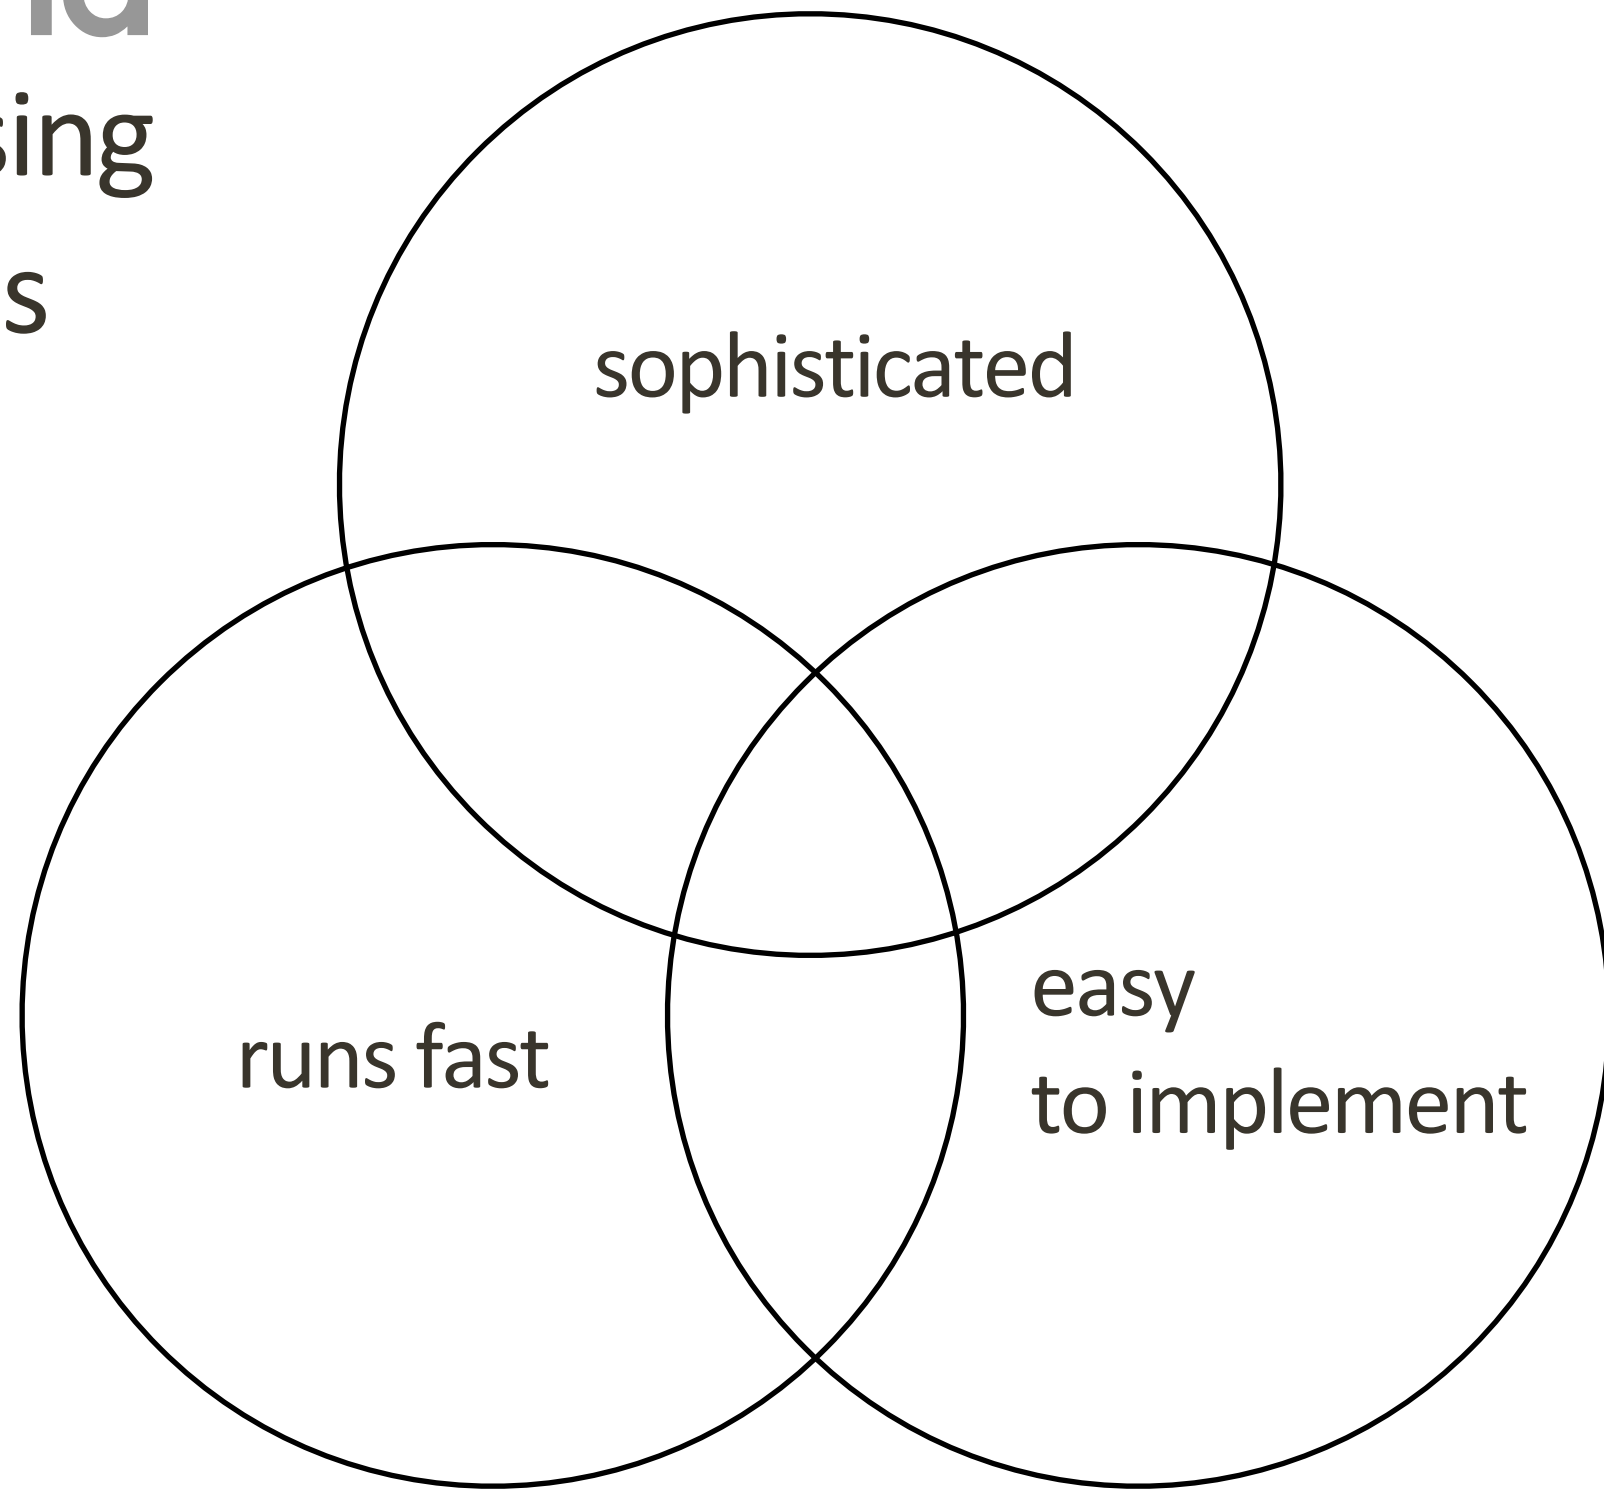 sing
s
sophisticated
runs fast
easy
to implement